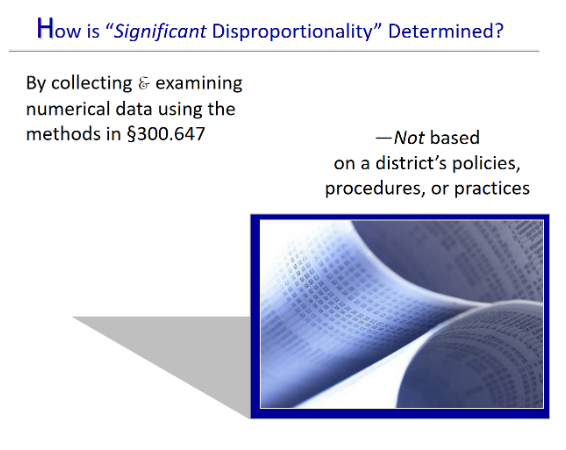 How is “Significant Disproportionality” Determined?
By collecting & examining
numerical data using the
methods in §300.647
—Not based
on a district’s policies,
procedures, or practices